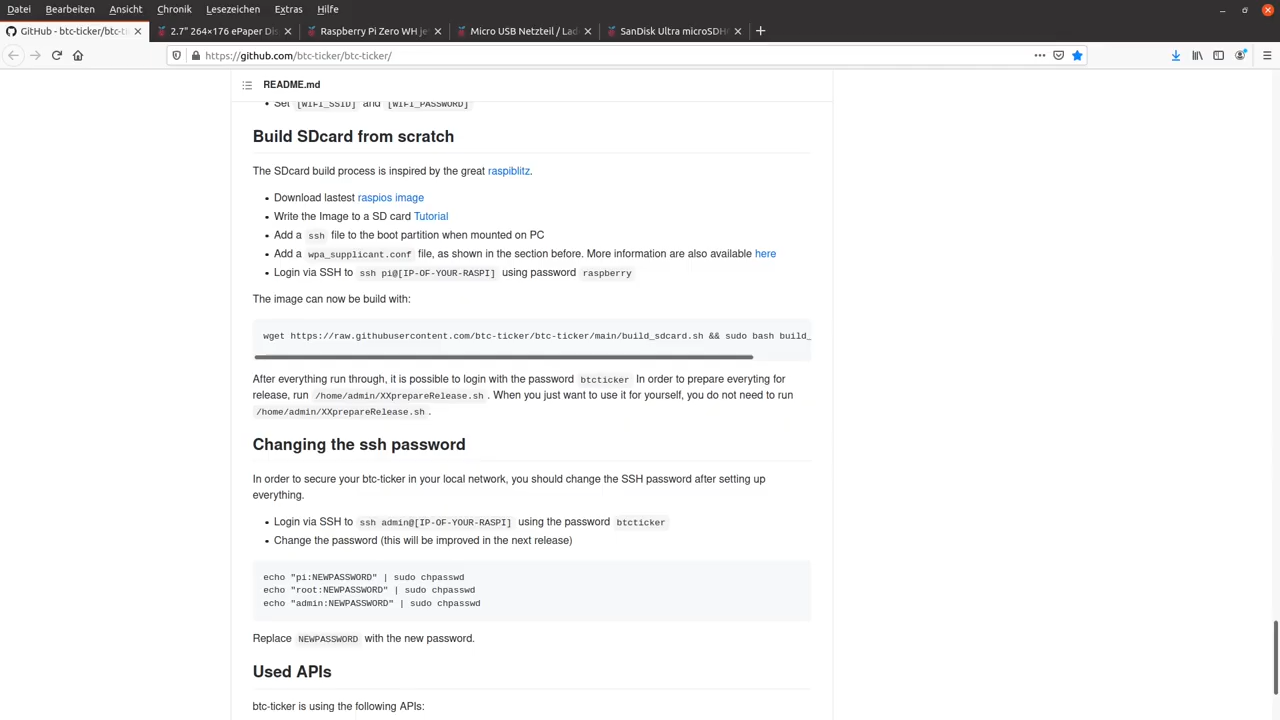 Datei Bearbeiten Ansicht Chronik Lesezeichen Extras Hilfe
GitHub - btc-ticker/btc-ti 2.7" 264×176 ePaper Dis Raspberry Pi Zero WH je Micro USB Netzteil / Lad SanDisk Ultra microSDH
https://github.com/btc-ticker/btc-ticker/
README.md
• Set [WIFI_SSID] and [WIFI_PASSWORD]
Build SDcard from scratch
The SDcard build process is inspired by the great raspiblitz.
• Download lastest raspios image
• Write the Image to a SD card Tutorial
• Add a ssh file to the boot partition when mounted on PC
• Add a wpa_supplicant.conf file, as shown in the section before. More information are also available here
• Login via SSH to ssh pi@[IP-OF-YOUR-RASPI] using password raspberry
The image can now be build with:
wget https://raw.githubusercontent.com/btc-ticker/btc-ticker/main/build_sdcard.sh && sudo bash build_
After everything run through, it is possible to login with the password btcticker In order to prepare everyting for
release, run /home/admin/XXprepareRelease.sh. When you just want to use it for yourself, you do not need to run
/home/admin/XXprepareRelease.sh.
Changing the ssh password
In order to secure your btc-ticker in your local network, you should change the SSH password after setting up
everything.
• Login via SSH to ssh admin@[IP-OF-YOUR-RASPI] using the password btcticker
• Change the password (this will be improved in the next release)
echo "pi:NEWPASSWORD" | sudo chpasswd
echo "root:NEWPASSWORD" | sudo chpasswd
echo "admin:NEWPASSWORD" | sudo chpasswd
Replace NEWPASSWORD with the new password.
Used APIs
btc-ticker is using the following APIs: